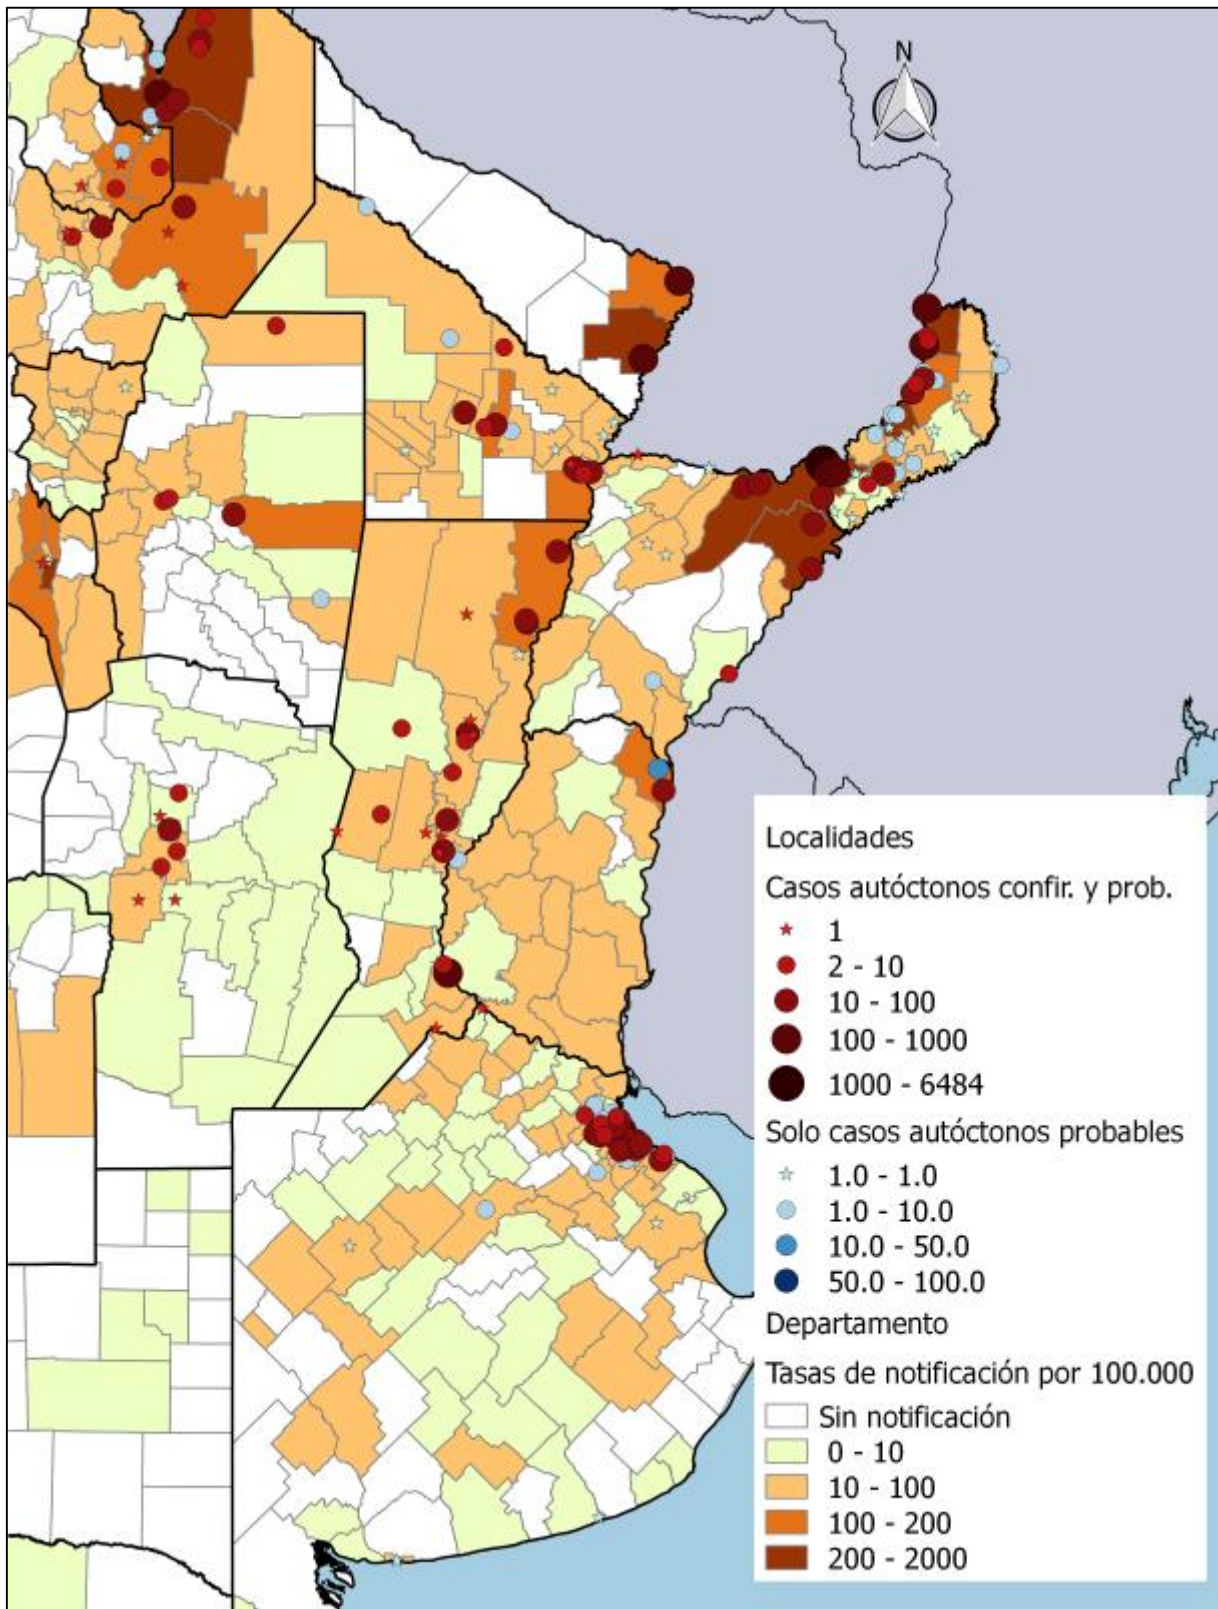 N
Localidades
Casos autóctonos confir. y prob.
1
2 - 10
10 - 100
100 - 1000
1000 - 6484
Solo casos autóctonos probables
1.0 - 1.0
1.0 - 10.0
10.0 - 50.0
50.0 - 100.0
Departamento
Tasas de notificación por 100.000
Sin notificación
0 - 10
10 - 100
100 - 200
200 - 2000